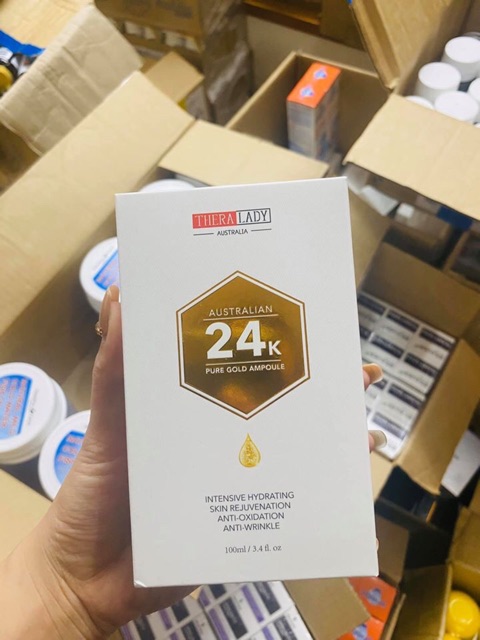 THERA LADY
AUSTRALIA
AUSTRALIAN
24K
PURE GOLD AMPOULE
INTENSIVE HYDRATING
SKIN REJUVENATION
ANTI-OXIDATION
ANTI-WRINKLE
100ml / 3.4 fl. oz